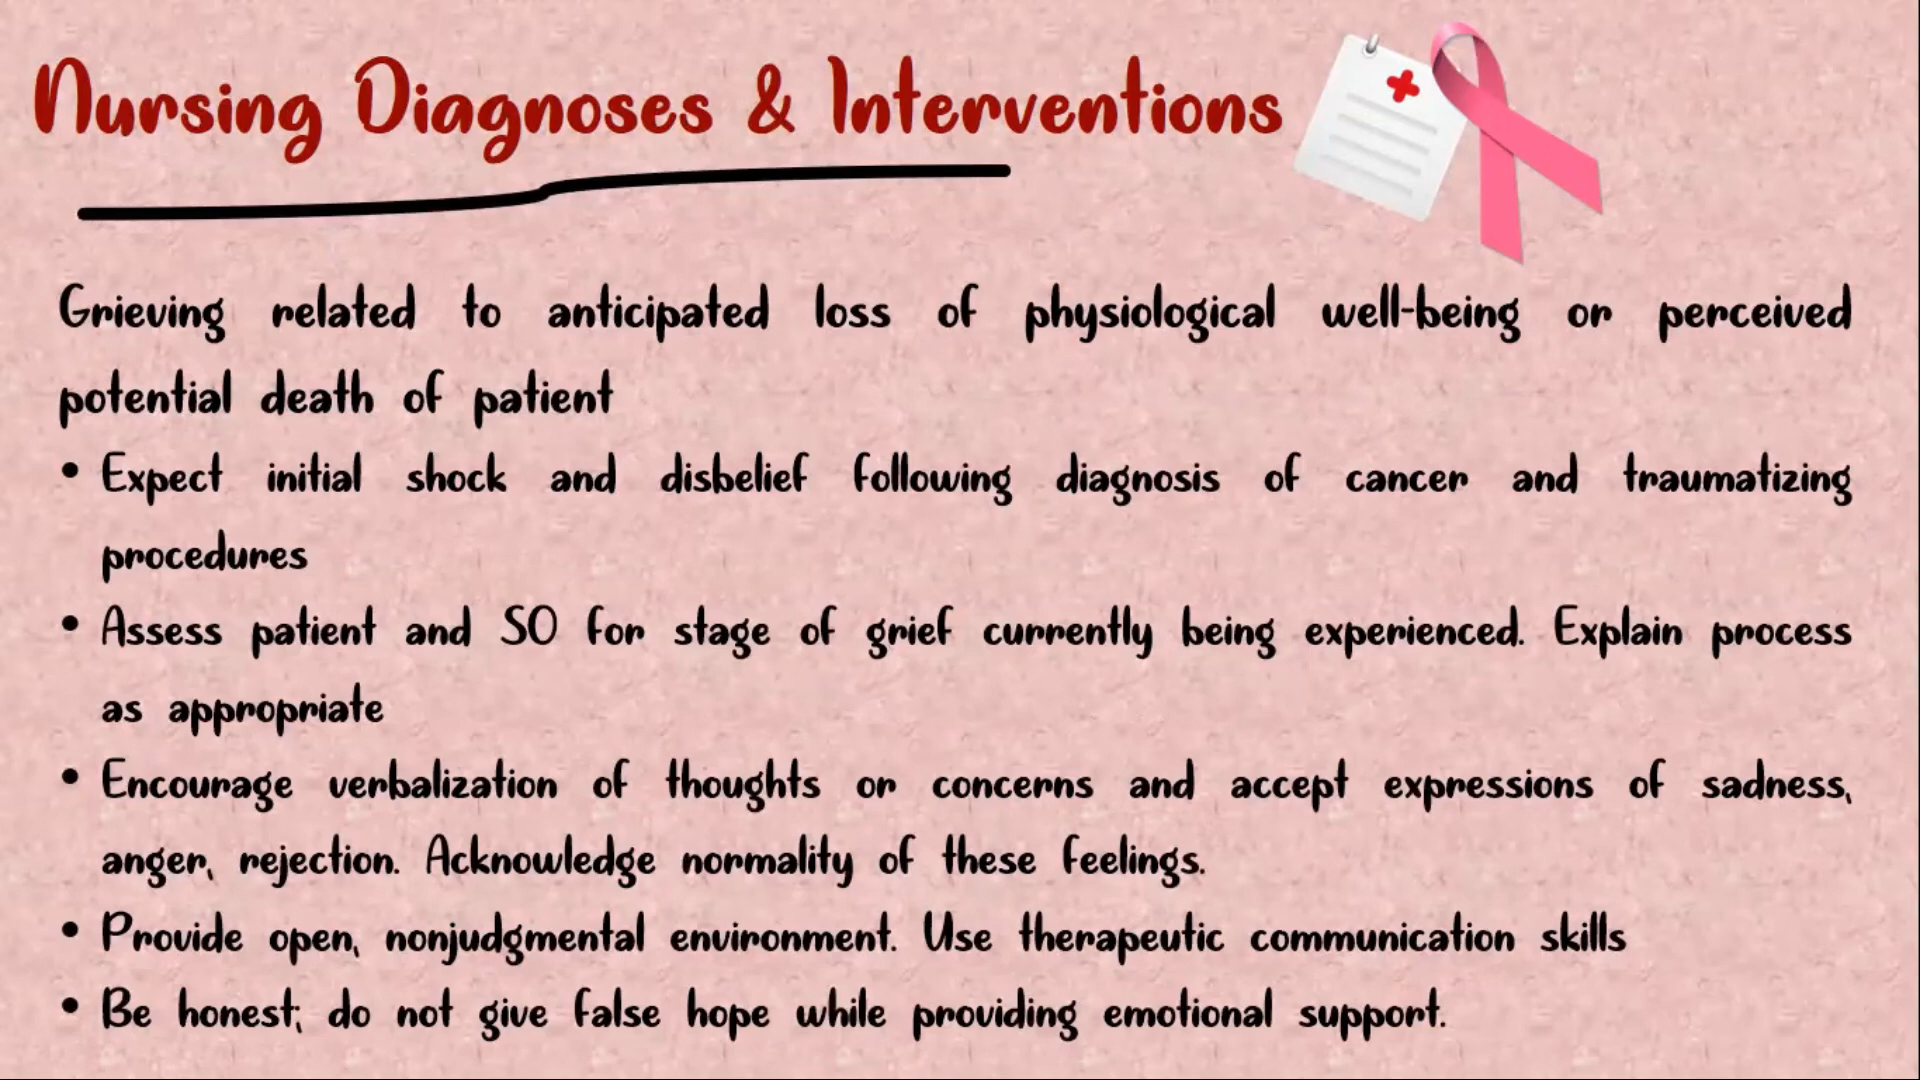 Nursing Diagnoses & Interventions
Grieving related to anticipated loss of physiological well-being or perceived
potential death of patient
• Expect initial shock and disbelief following diagnosis of cancer and traumatizing
procedures
• Assess patient and SO for stage of grief currently being experienced. Explain process
as appropriate
• Encourage verbalization of thoughts or concerns and accept expressions of sadness,
anger, rejection. Acknowledge normality of these feelings.
• Provide open, nonjudgmental environment. Use therapeutic communication skills
• Be honest; do not give false hope while providing emotional support.